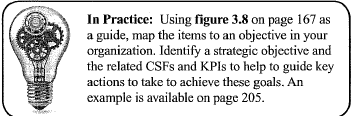 In Practice: Using figure 3.8 on page 167 as
a guide, map the items to an objective in your
organization. Identify a strategic objective and
the related CSFs and KPIs to help to guide key
actions to take to achieve these goals. An
example is available on page 205.